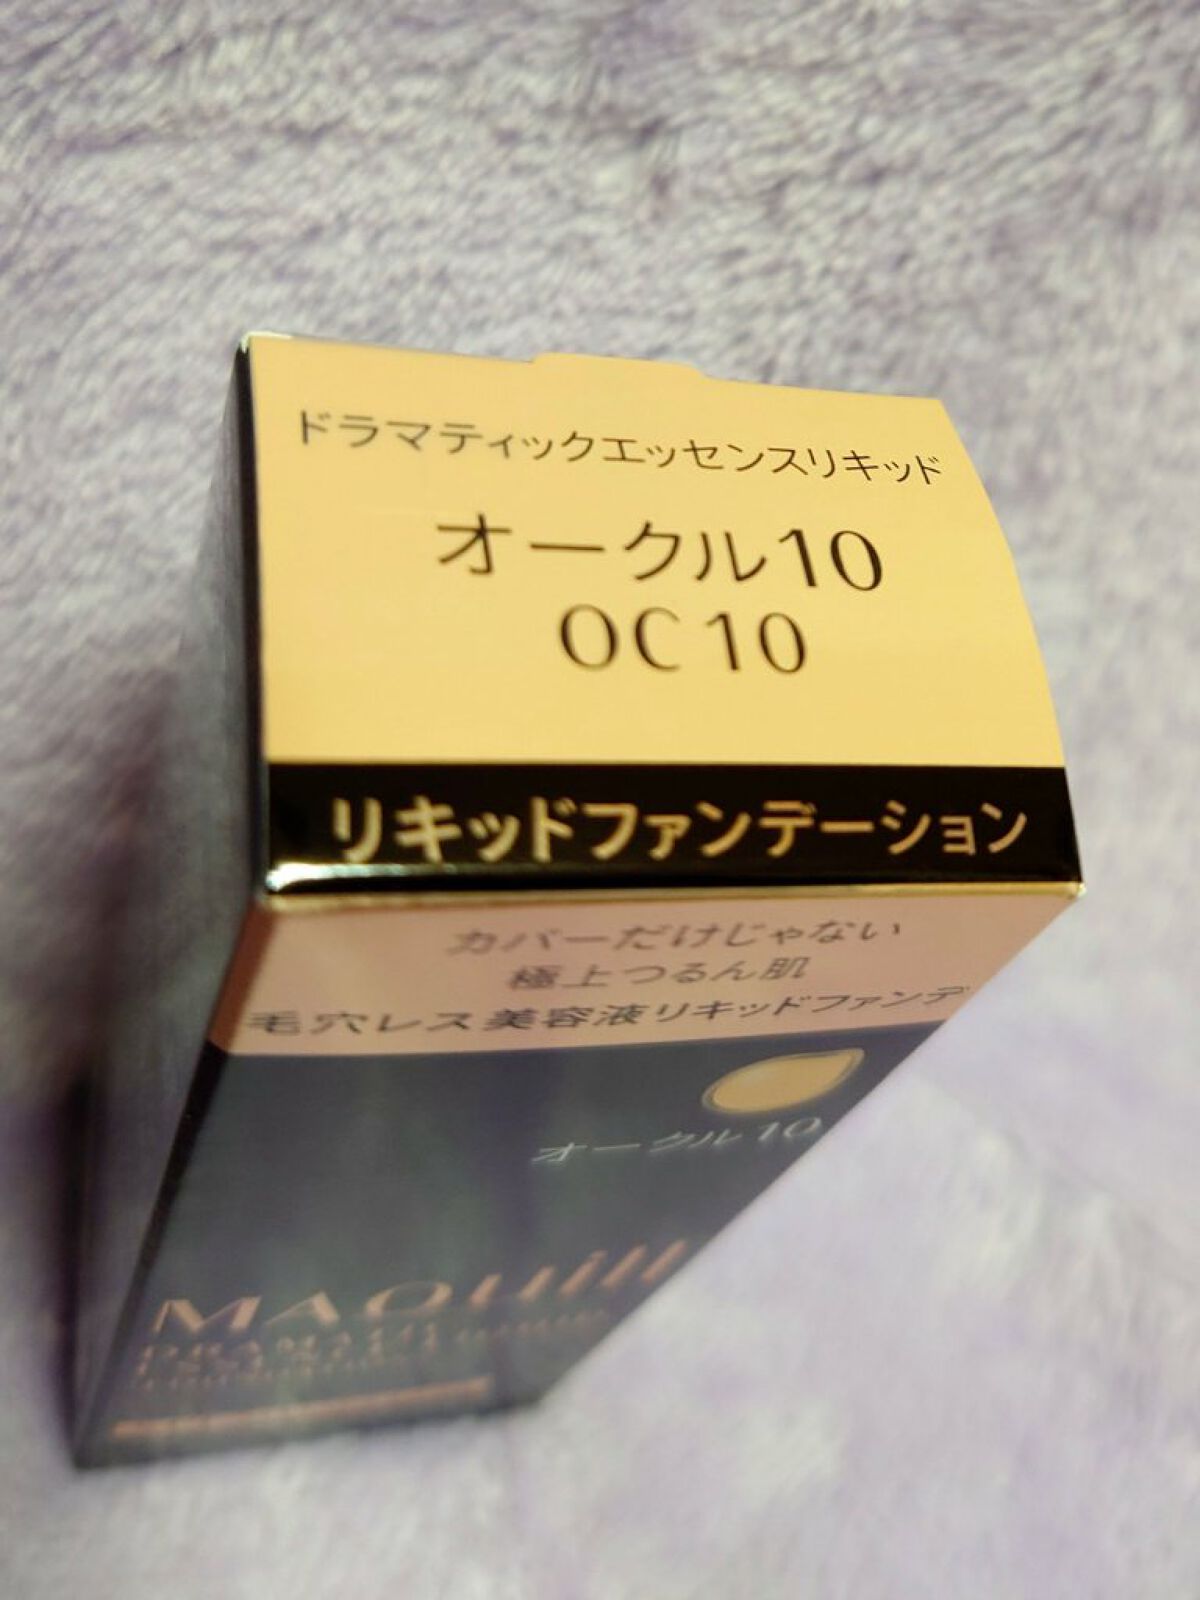 ドラマティックエッセンスリキッド
オークル10
OC10
リキッドファンデーション
カバーだけじゃない
極上つるん肌
毛穴レス美容液リキッドファンデ
オークル10
MAQuill
DRAMATI